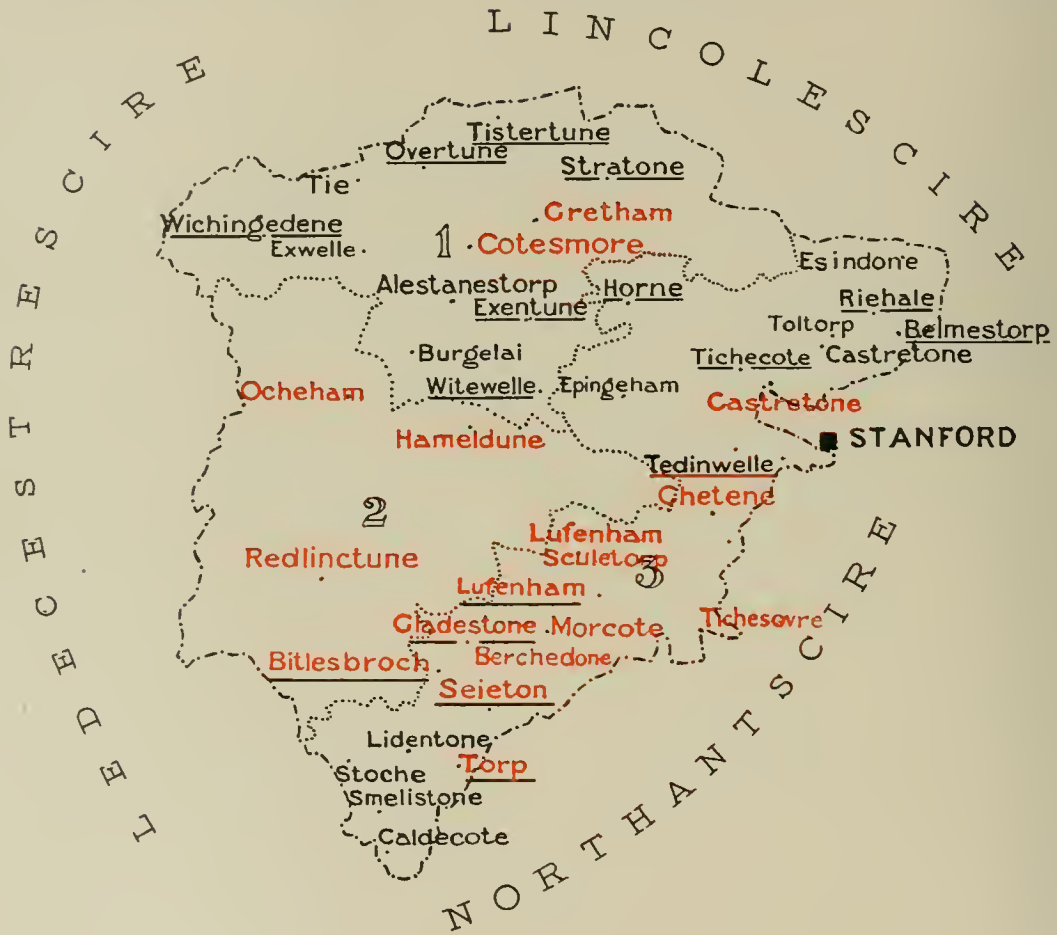 LINCOLESCIRE
LEDECESTRESCIRE
Tistertune
Overtune
Stratone
Tie
Wichingedene
Gretham
Exwelle
1
Cotesmore
Esindone
Alestanestorp
Horne
Exentune
Riehale
Toltorp
Belmestorp
Burgelai
Tichecote
Castretone
Witewelle
Epingeham
Ocheham
Castretone
Hameldune
STANFORD
Tedinwelle
Chetene
2
Lufenham
Redlinctune
Sculetorp
3
Lufenham
Gladestone
Morcote
Tichesovre
Bitlesbroch
Berchedone
Seieton
Lidentone
Torp
Stoche
Smelistone
Caldecote
NORTHANTSCIRE